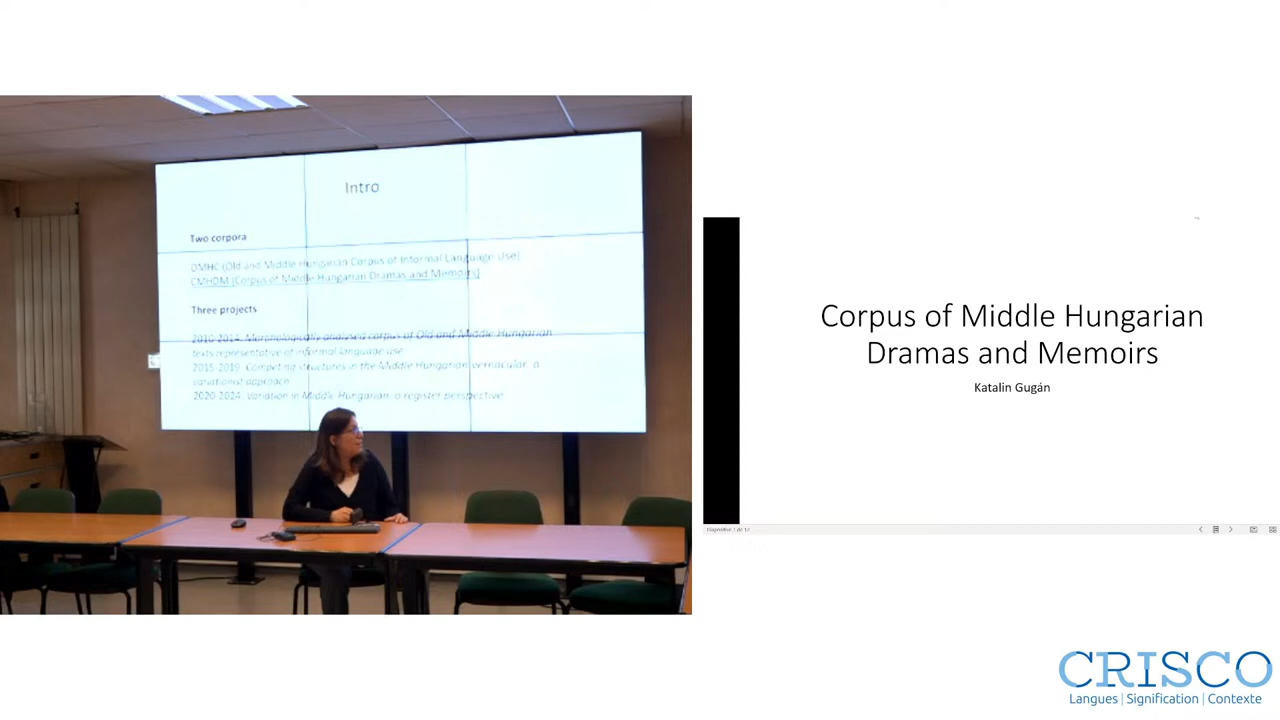 Intro
Two corpora
OMHC (Old and Middle Hungarian Corpus of Informal Language Use)
CMHDM (Corpus of Middle Hungarian Dramas and Memoirs)
Three projects
2010-2014: Morphologically analysed corpus of Old and Middle Hungarian
texts representative of informal language use
2015-2019: Competing structures in the Middle Hungarian vernacular: a
variationist approach
2020-2024: Variation in Middle Hungarian: a register perspective
Corpus of Middle Hungarian
Dramas and Memoirs
Katalin Gugán
CRISCO
Langues | Signification | Contexte